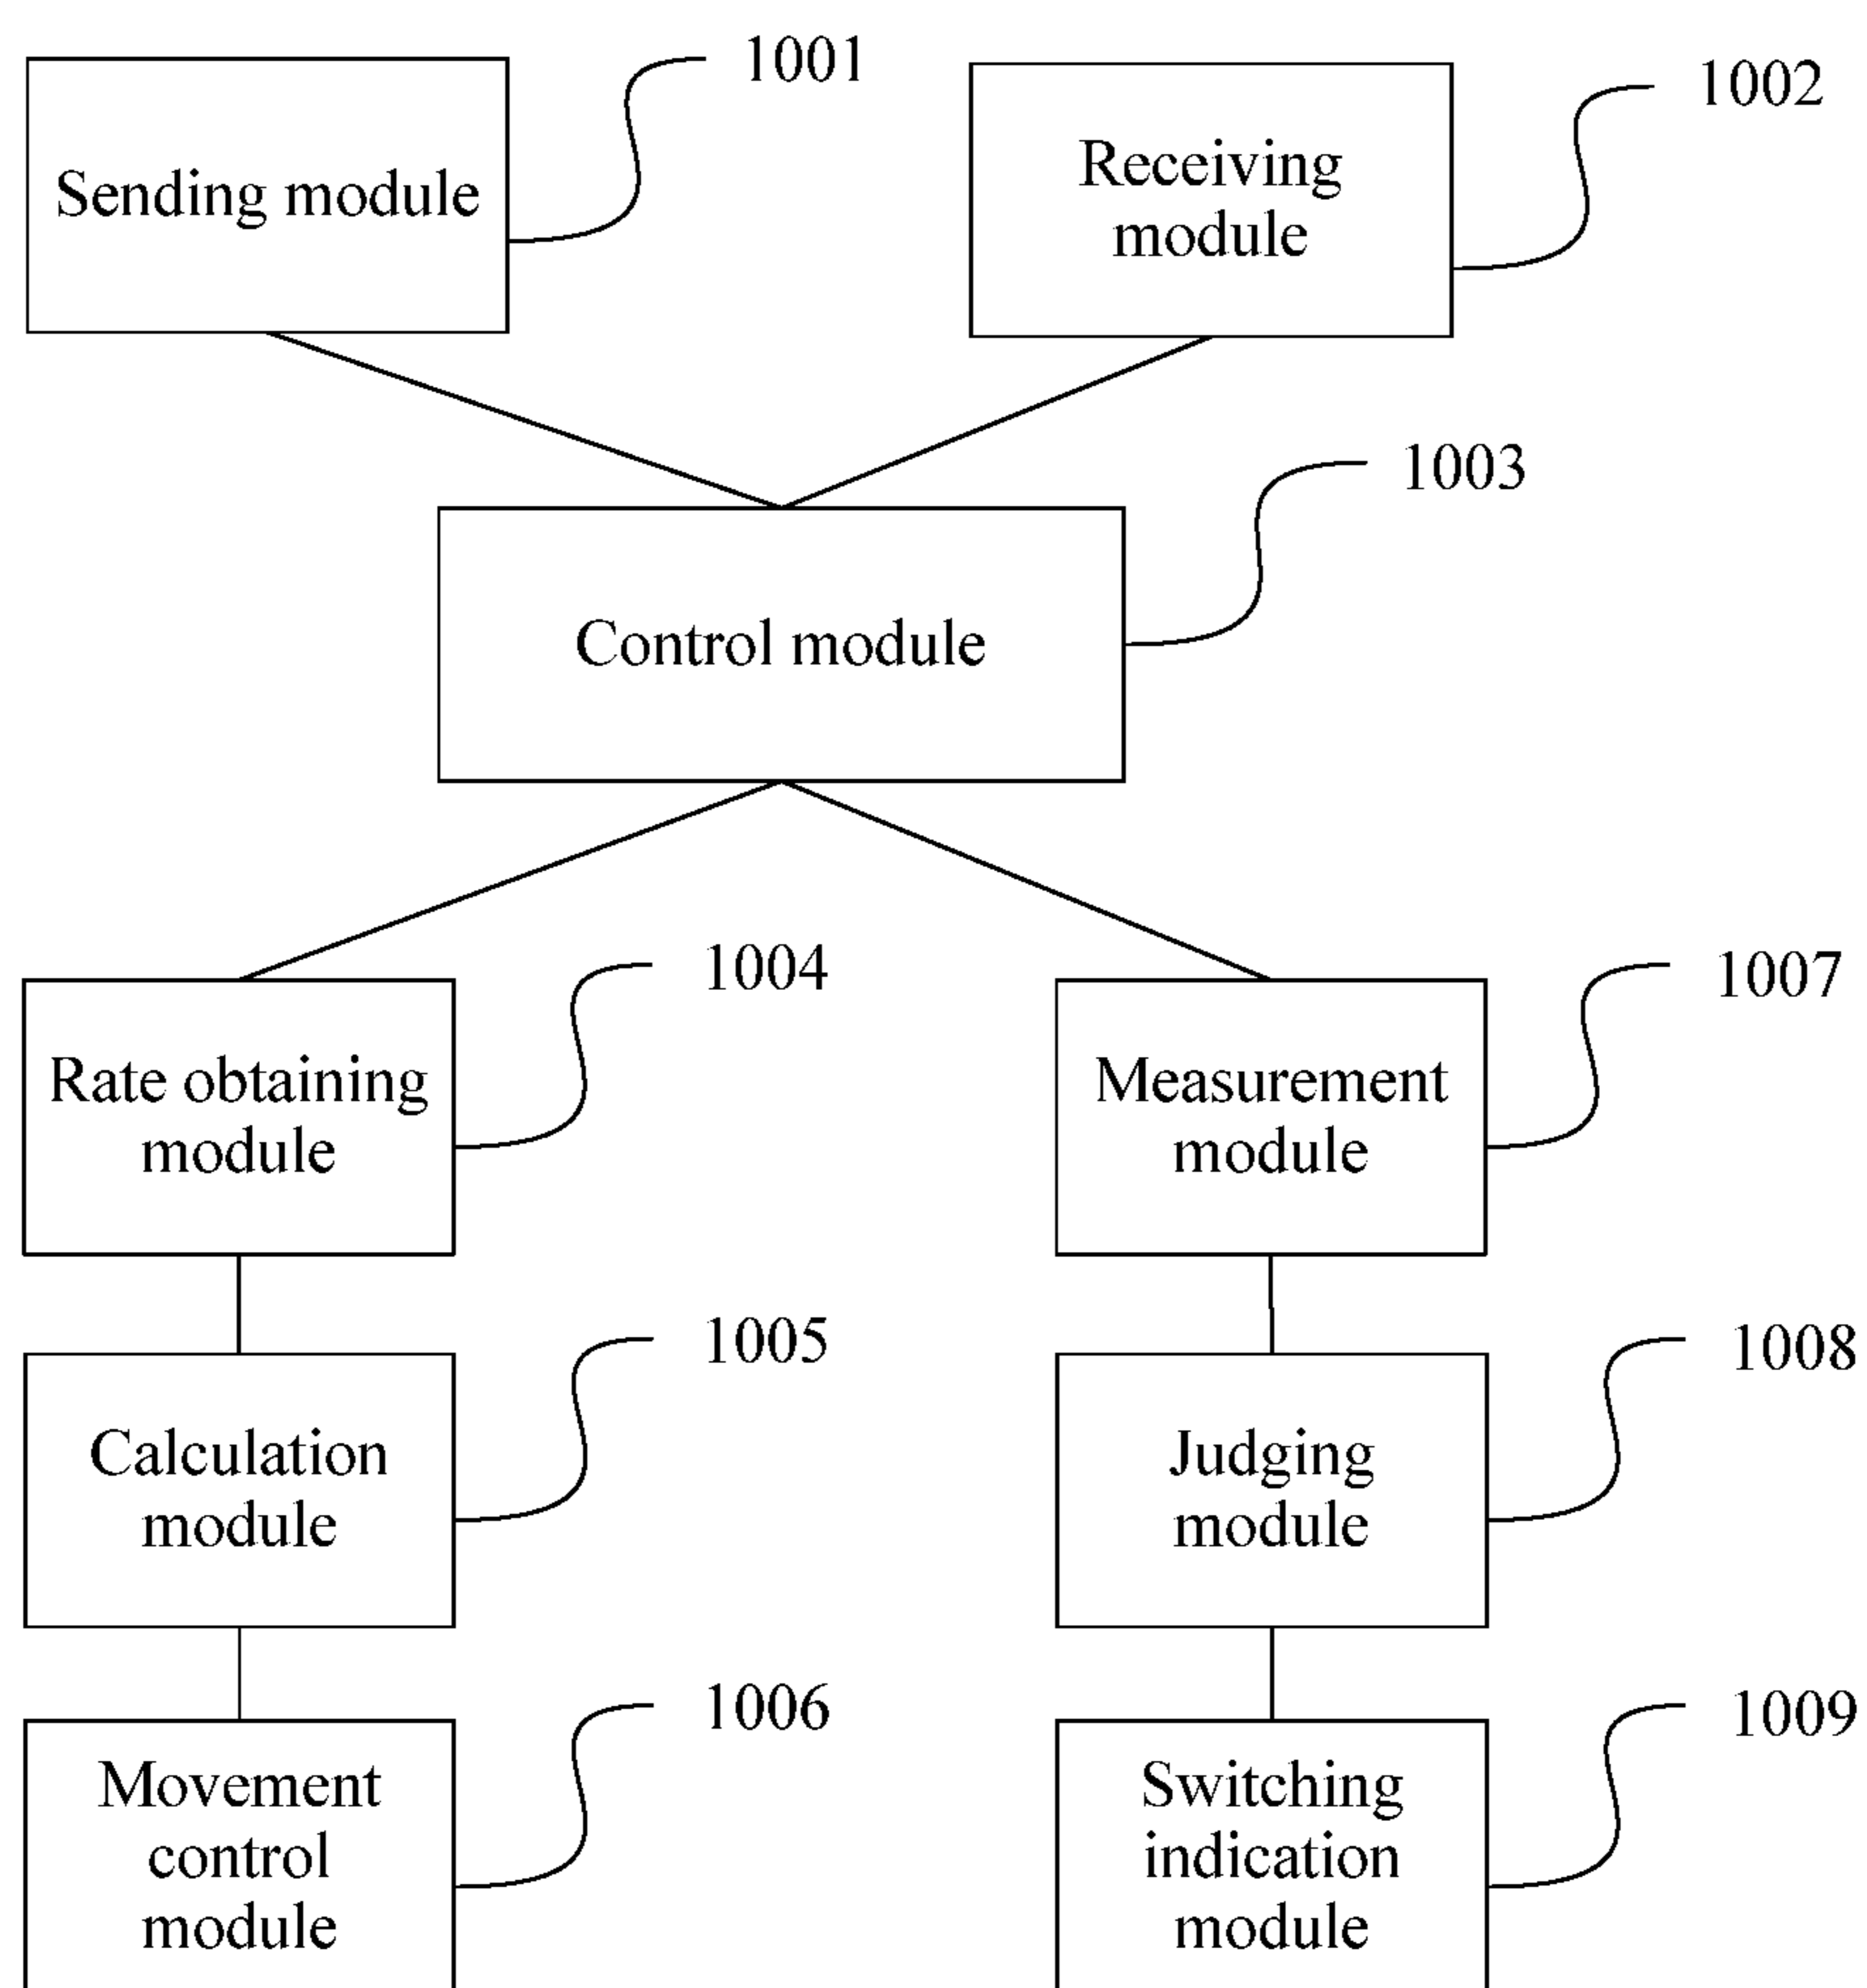 1001
Sending module
1002
Receiving
module
1003
Control module
1004
Rate obtaining
module
1007
Measurement
module
1005
Calculation
module
1008
Judging
module
1006
Movement
control
module
1009
Switching
indication
module